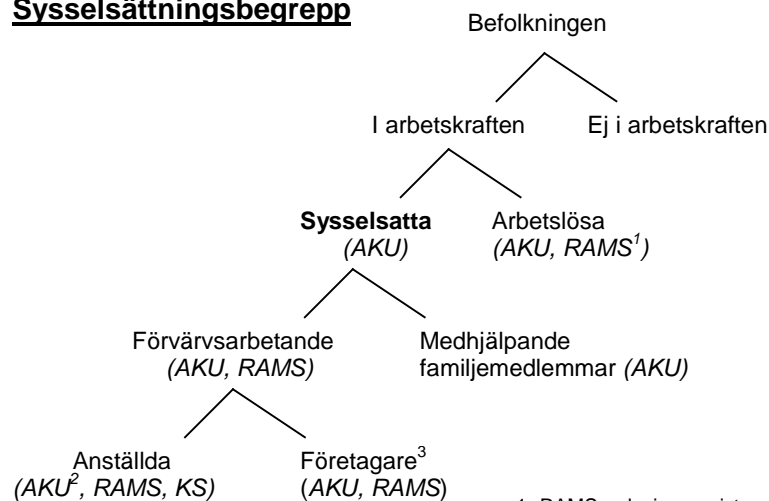 Sysselsättningsbegrepp
Befolkningen
I arbetskraften Ej i arbetskraften
Sysselsatta Arbetslösa
(AKU) (AKU, RAMS¹)
Förvärvsarbetande Medhjälpande
(AKU, RAMS) familjemedlemmar (AKU)
Anställda Företagare³
(AKU², RAMS, KS) (AKU, RAMS)